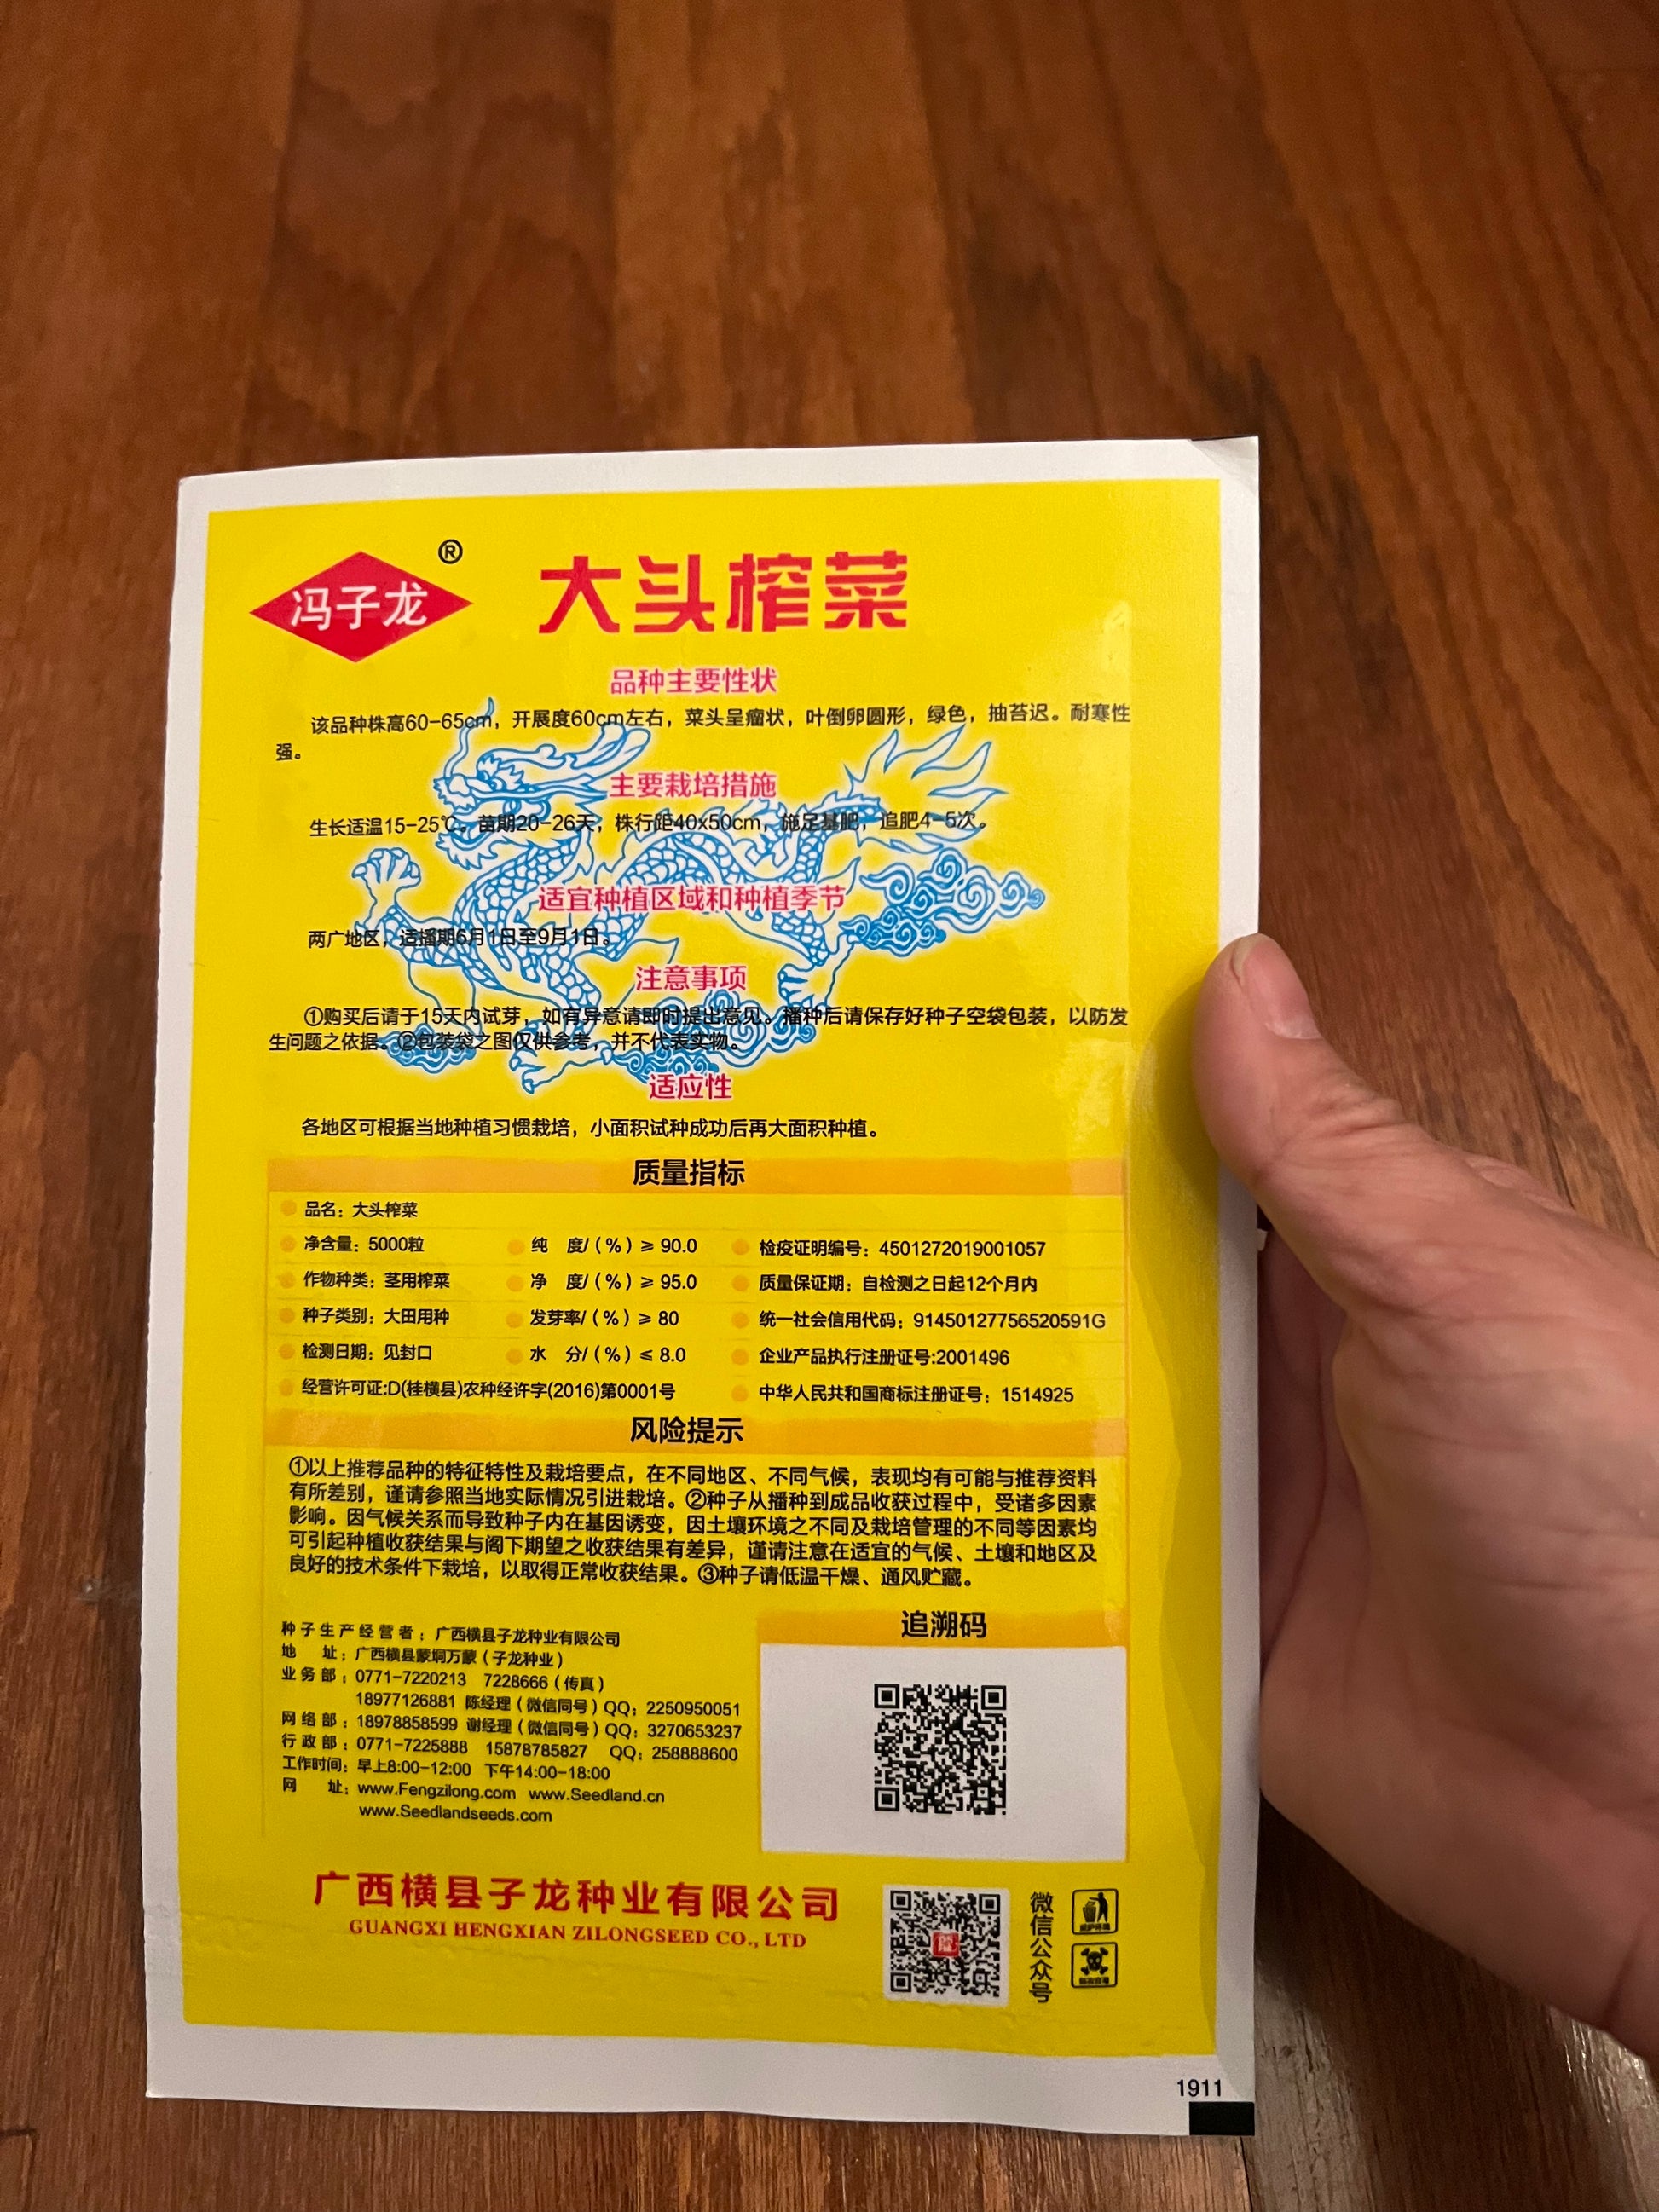 冯子龙®
大头榨菜
品种主要性状
该品种株高60-65cm，开展度60cm左右，菜头呈瘤状，叶倒卵圆形，绿色，抽苔迟。耐寒性
强。
主要栽培措施
生长适温15-25℃。苗期20-26天，株行距40x50cm，施足基肥，追肥4-5次。
适宜种植区域和种植季节
两广地区，适播期6月1日至9月1日。
注意事项
①购买后请于15天内试芽，如有异意请即时提出意见。播种后请保存好种子空袋包装，以防发
生问题之依据。②包装袋之图仅供参考，并不代表实物。
适应性
各地区可根据当地种植习惯栽培，小面积试种成功后再大面积种植。
质量指标
品名：大头榨菜
净含量：5000粒 纯 度/（%）≥ 90.0 检疫证明编号：4501272019001057
作物种类：茎用榨菜 净 度/（%）≥ 95.0 质量保证期：自检测之日起12个月内
种子类别：大田用种 发芽率/（%）≥ 80 统一社会信用代码：91450127756520591G
检测日期：见封口 水 分/（%）≤ 8.0 企业产品执行注册证号:2001496
经营许可证:D(桂横县)农种经许字(2016)第0001号 中华人民共和国商标注册证号：1514925
风险提示
①以上推荐品种的特征特性及栽培要点，在不同地区、不同气候，表现均有可能与推荐资料
有所差别，谨请参照当地实际情况引进栽培。②种子从播种到成品收获过程中，受诸多因素
影响。因气候关系而导致种子内在基因诱变，因土壤环境之不同及栽培管理的不同等因素均
可引起种植收获结果与阁下期望之收获结果有差异，谨请注意在适宜的气候、土壤和地区及
良好的技术条件下栽培，以取得正常收获结果。③种子请低温干燥、通风贮藏。
种子生产经营者：广西横县子龙种业有限公司
地 址：广西横县蒙垌万蒙（子龙种业）
业务部：0771-7220213 7228666（传真）
18977126881 陈经理（微信同号）QQ：2250950051
网络部：18978858599 谢经理（微信同号）QQ：3270653237
行政部：0771-7225888 15878785827 QQ：258888600
工作时间：早上8:00-12:00 下午14:00-18:00
网 址：www.Fengzilong.com www.Seedland.cn
www.Seedlandseeds.com
追溯码
广西横县子龙种业有限公司
GUANGXI HENGXIAN ZILONGSEED CO., LTD
微信公众号
1911